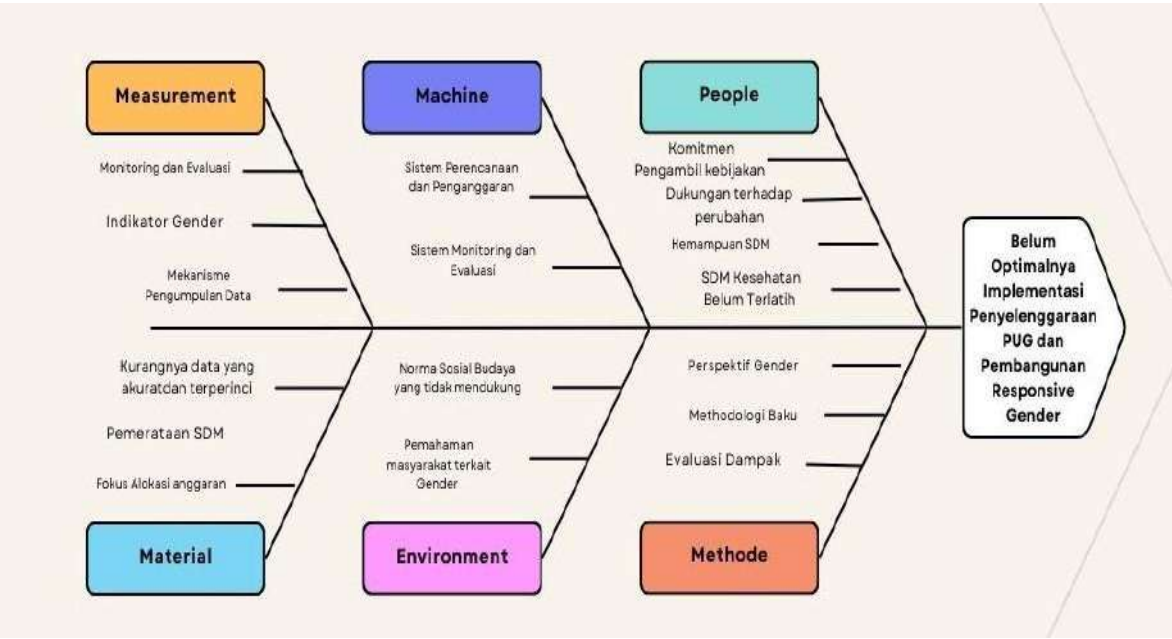 Measurement
Monitoring dan Evaluasi
Indikator Gender
Mekanisme
Pengumpulan Data
Machine
Sistem Perencanaan
dan Penganggaran
Sistem Monitoring dan
Evaluasi
People
Komitmen
Pengambil kebijakan
Dukungan terhadap
perubahan
Kemampuan SDM
SDM Kesehatan
Belum Terlatih
Belum
Optimalnya
Implementasi
Penyelenggaraan
PUG dan
Pembangunan
Responsive
Gender
Kurangnya data yang
akuratdan terperinci
Pemerataan SDM
Fokus Alokasi anggaran
Material
Norma Sosial Budaya
yang tidak mendukung
Pemahaman
masyarakat terkait
Gender
Environment
Perspektif Gender
Methodologi Baku
Evaluasi Dampak
Methode